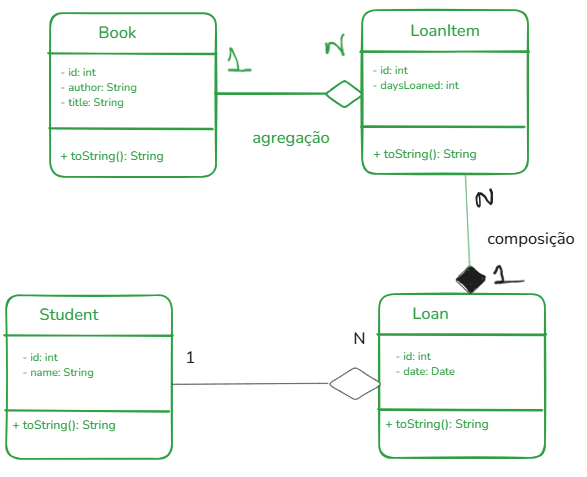 Book
- id: int
- author: String
- title: String
+ toString(): String
1
N
agregação
LoanItem
- id: int
- daysLoaned: int
+ toString(): String
N
composição
1
Student
- id: int
- name: String
+ toString(): String
1
N
Loan
- id: int
- date: Date
+ toString(): String